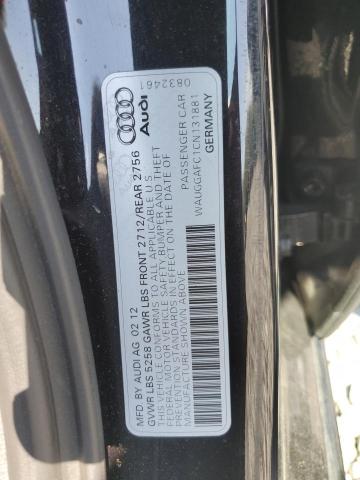 Audi
0832461
MFD BY AUDI AG 02 12
GVWR LBS 5258 GAWR LBS FRONT 2712/REAR 2756
THIS VEHICLE CONFORMS TO ALL APPLICABLE U.S.
FEDERAL MOTOR VEHICLE SAFETY BUMPER AND THEFT
PREVENTION STANDARDS IN EFFECT ON THE DATE OF
MANUFACTURE SHOWN ABOVE
PASSENGER CAR
WAUGGAFC1CN131881
GERMANY